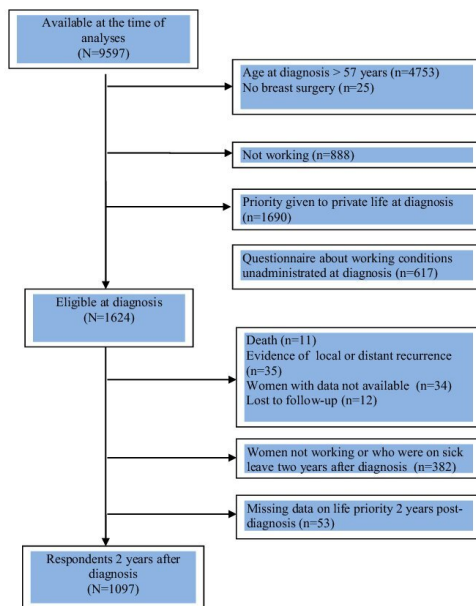 Available at the time of
analyses
(N=9597)
Age at diagnosis > 57 years (n=4753)
No breast surgery (n=25)
Not working (n=888)
Priority given to private life at diagnosis
(n=1690)
Questionnaire about working conditions
unadministrated at diagnosis (n=617)
Eligible at diagnosis
(N=1624)
Death (n=11)
Evidence of local or distant recurrence
(n=35)
Women with data not available (n=34)
Lost to follow-up (n=12)
Women not working or who were on sick
leave two years after diagnosis (n=382)
Missing data on life priority 2 years post-
diagnosis (n=53)
Respondents 2 years after
diagnosis
(N=1097)